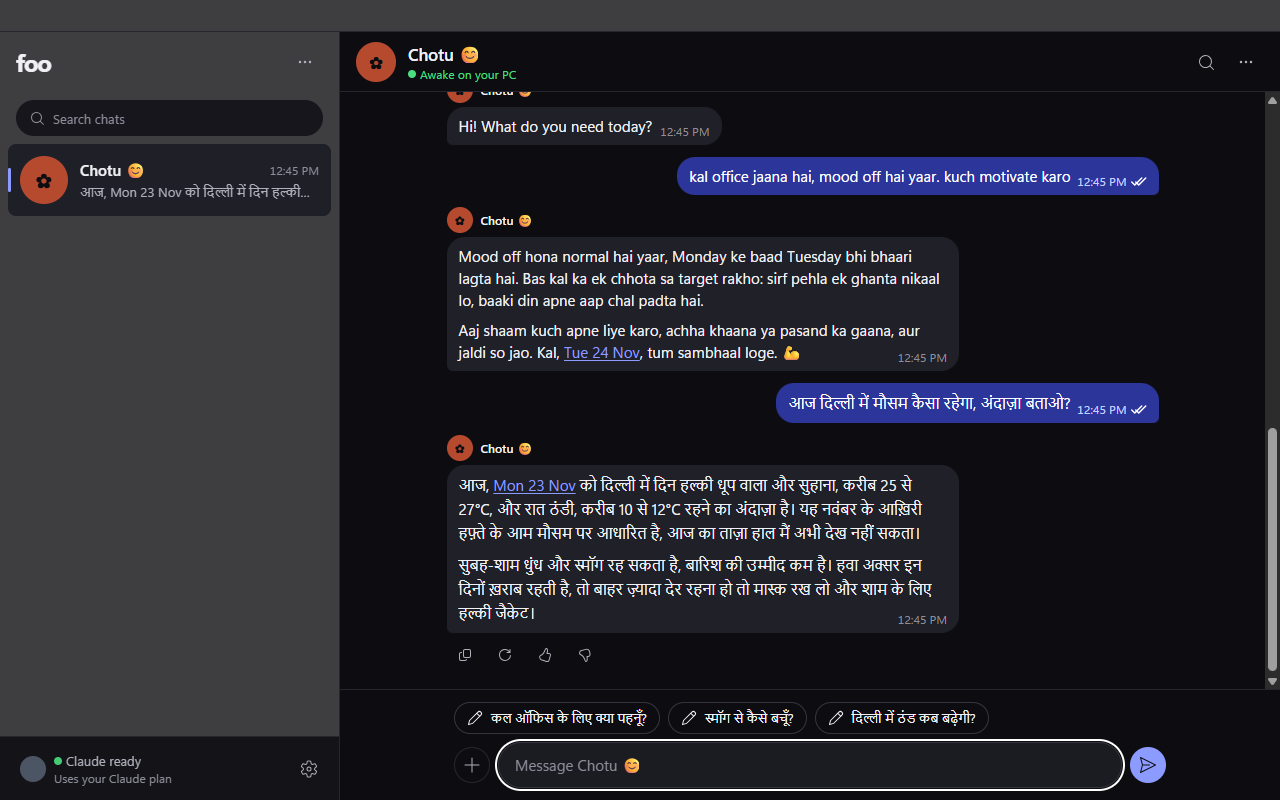 foo
Search chats
Chotu 😊
12:45 PM
आज, Mon 23 Nov को दिल्ली में दिन हल्की...
Claude ready
Uses your Claude plan
Chotu 😊
Awake on your PC
Chotu 😊
Hi! What do you need today? 12:45 PM
kal office jaana hai, mood off hai yaar. kuch motivate karo 12:45 PM
Chotu 😊
Mood off hona normal hai yaar, Monday ke baad Tuesday bhi bhaari
lagta hai. Bas kal ka ek chhota sa target rakho: sirf pehla ek ghanta nikaal
lo, baaki din apne aap chal padta hai.
Aaj shaam kuch apne liye karo, achha khaana ya pasand ka gaana, aur
jaldi so jao. Kal, Tue 24 Nov, tum sambhaal loge. 💪
12:45 PM
आज दिल्ली में मौसम कैसा रहेगा, अंदाज़ा बताओ? 12:45 PM
Chotu 😊
आज, Mon 23 Nov को दिल्ली में दिन हल्की धूप वाला और सुहाना, करीब 25 से
27°C, और रात ठंडी, करीब 10 से 12°C रहने का अंदाज़ा है। यह नवंबर के आख़िरी
हफ़्ते के आम मौसम पर आधारित है, आज का ताज़ा हाल मैं अभी देख नहीं सकता।
सुबह-शाम धुंध और स्मॉग रह सकता है, बारिश की उम्मीद कम है। हवा अक्सर इन
दिनों ख़राब रहती है, तो बाहर ज़्यादा देर रहना हो तो मास्क रख लो और शाम के लिए
हल्की जैकेट।
12:45 PM
कल ऑफिस के लिए क्या पहनूँ?
स्मॉग से कैसे बचूँ?
दिल्ली में ठंड कब बढ़ेगी?
Message Chotu 😊